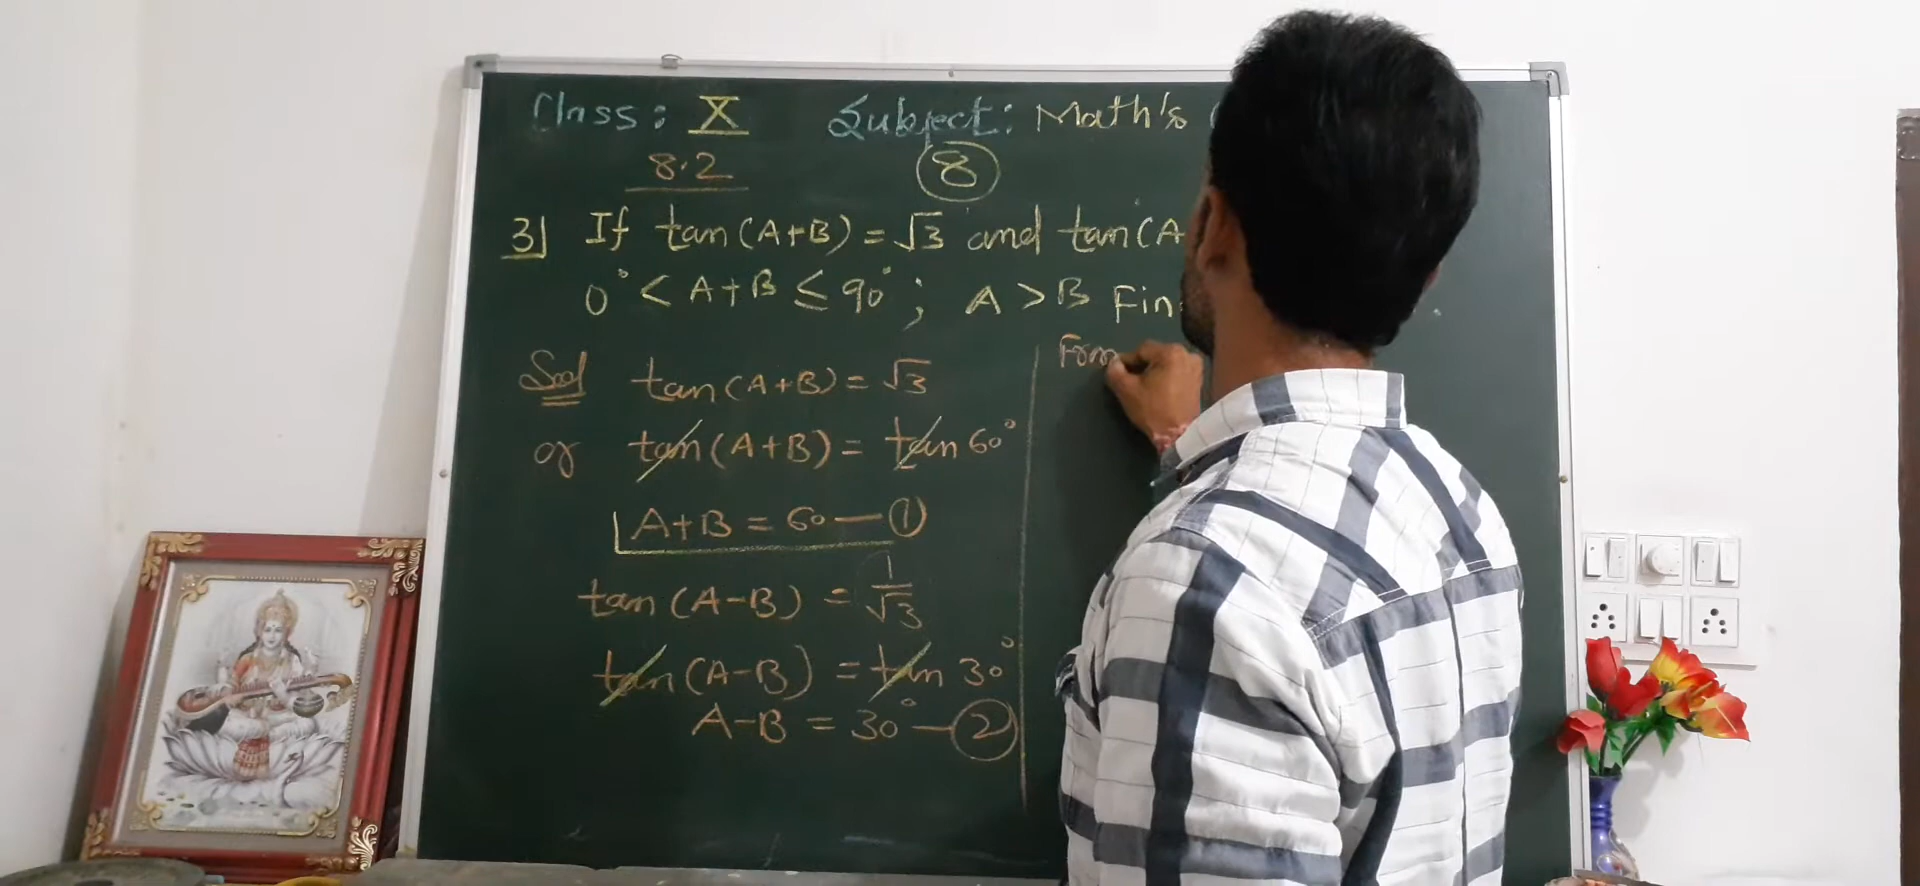 Class: X Subject: Math's
8.2 8
3] If tan(A+B) = √3 and tan(A
0° < A+B ≤ 90°; A > B Fin
Sol tan(A+B) = √3
or tan(A+B) = tan 60°
A+B = 60 — 1
tan (A-B) = 1/√3
tan (A-B) = tan 30°
A-B = 30° — 2
From